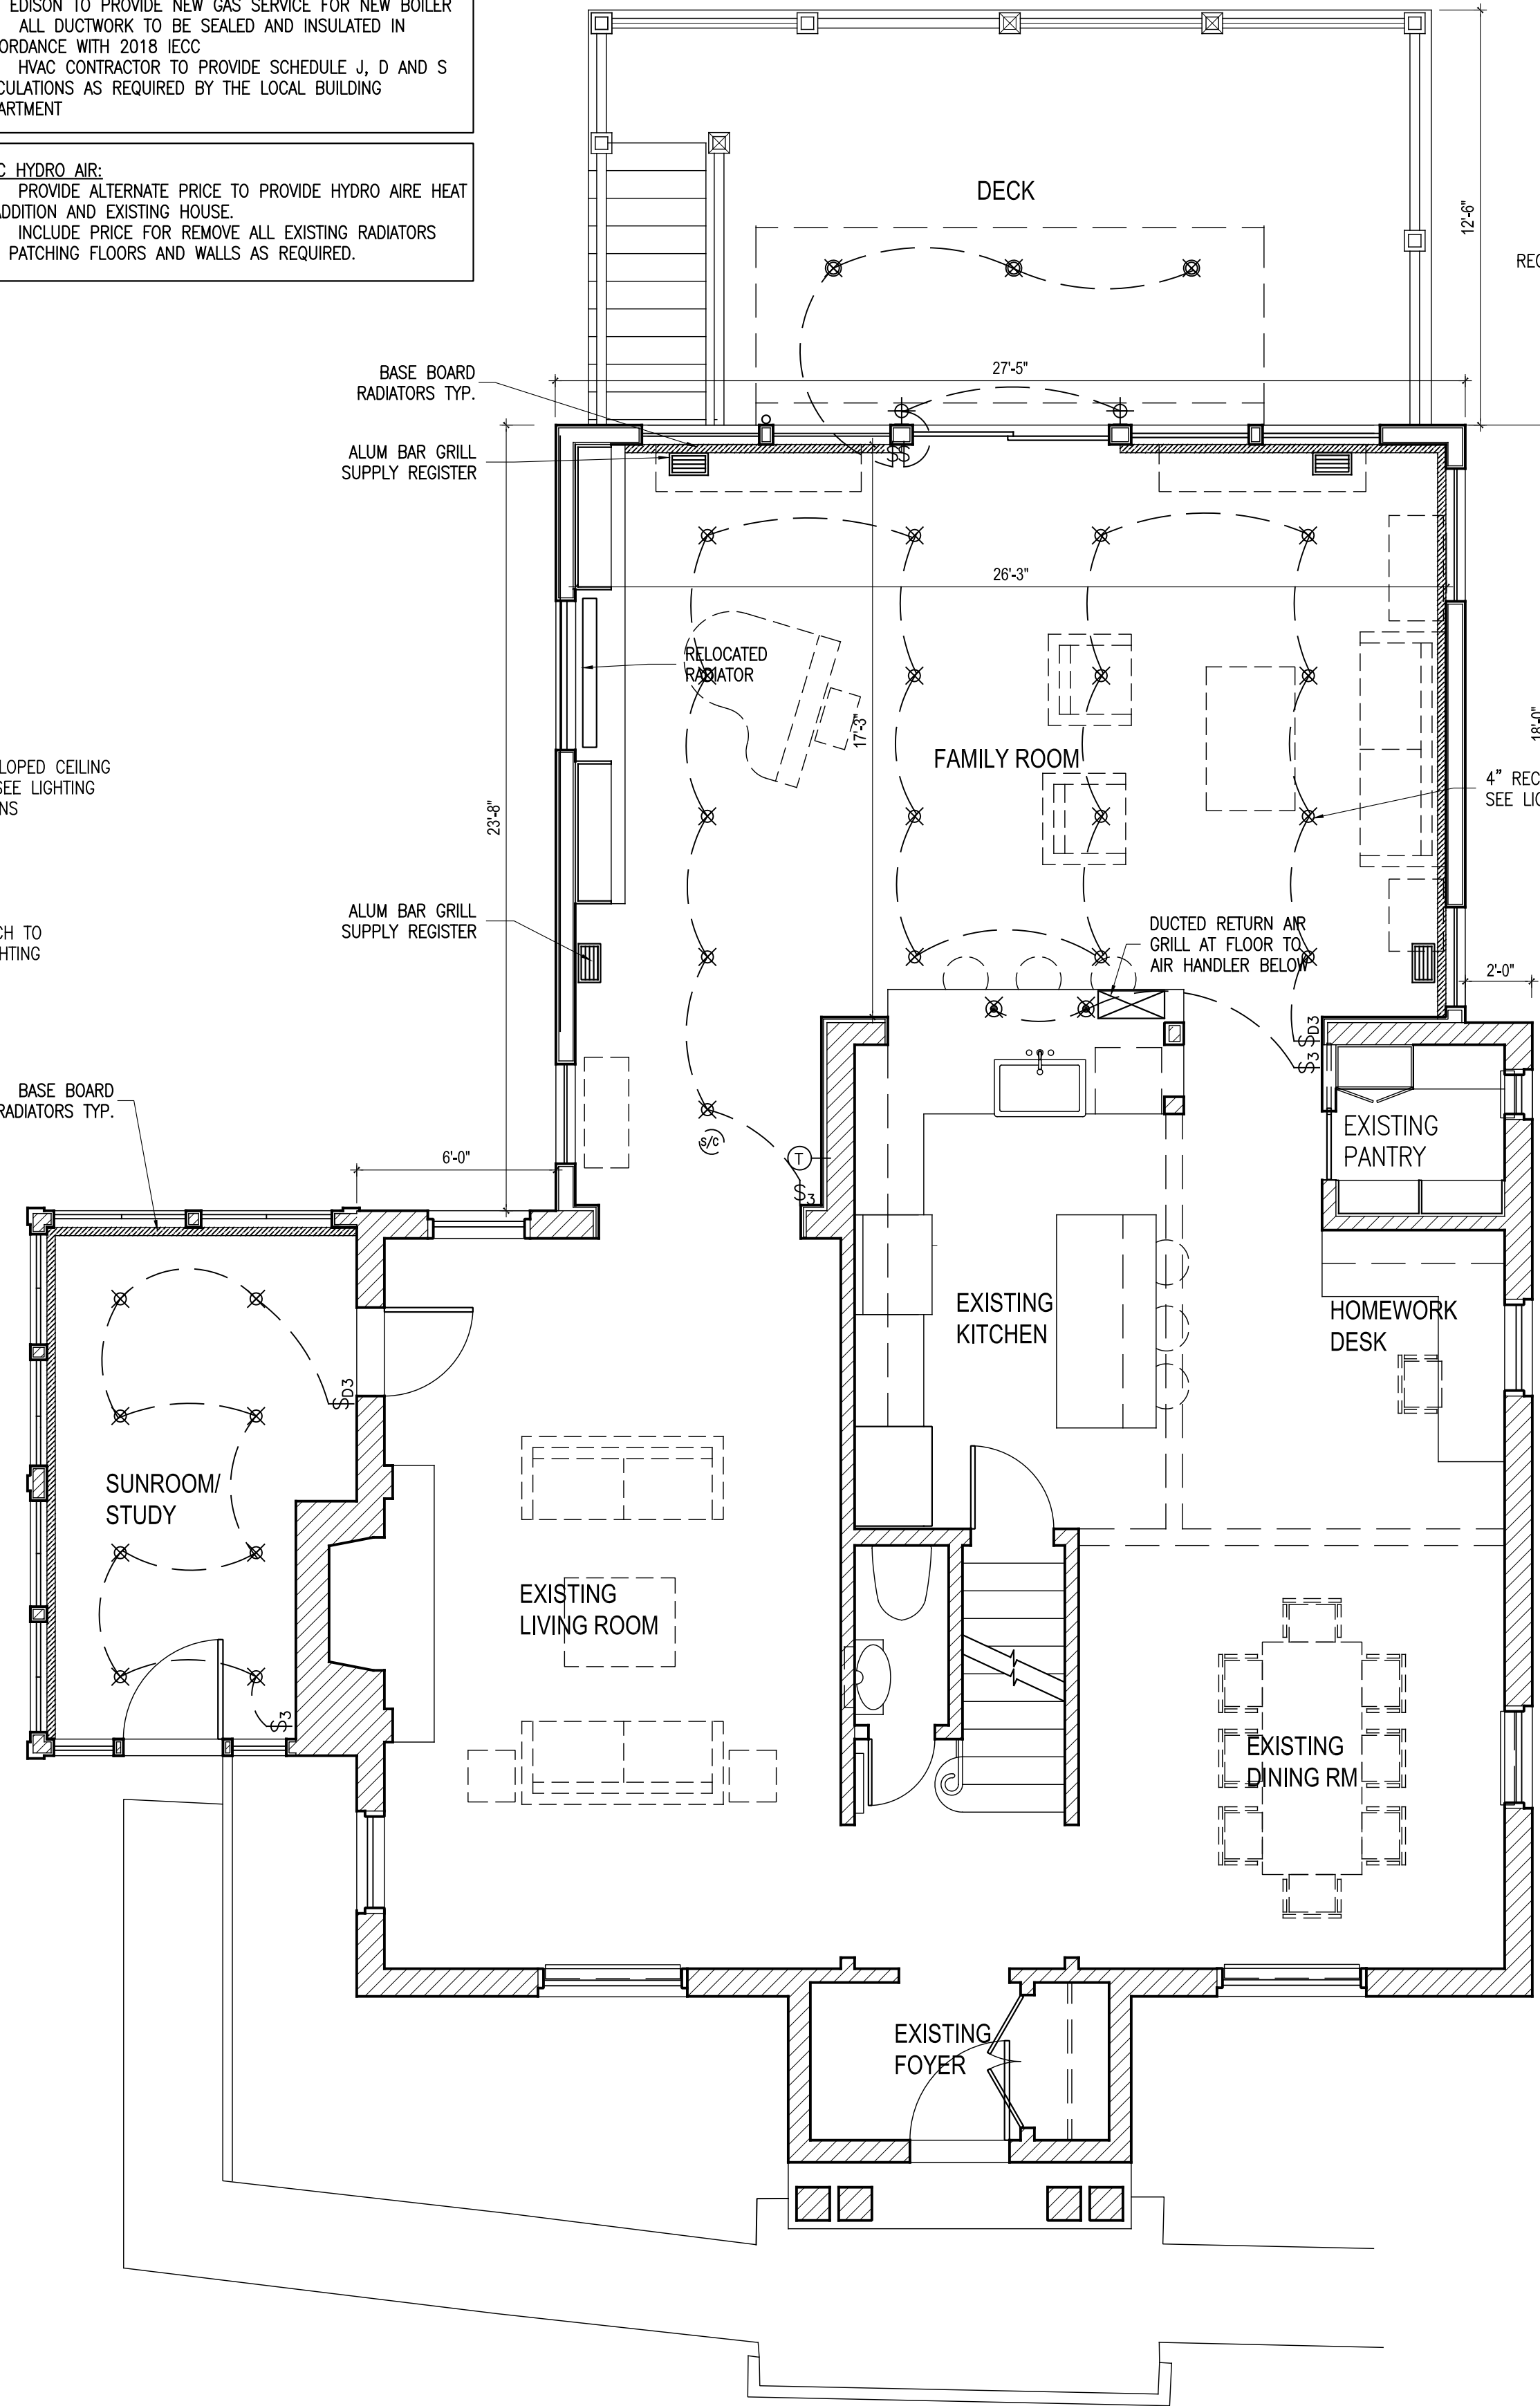 EDISON TO PROVIDE NEW GAS SERVICE FOR NEW BOILER
ALL DUCTWORK TO BE SEALED AND INSULATED IN
ORDANCE WITH 2018 IECC
HVAC CONTRACTOR TO PROVIDE SCHEDULE J, D AND S
CULATIONS AS REQUIRED BY THE LOCAL BUILDING
ARTMENT
C HYDRO AIR:
PROVIDE ALTERNATE PRICE TO PROVIDE HYDRO AIRE HEAT
ADDITION AND EXISTING HOUSE.
INCLUDE PRICE FOR REMOVE ALL EXISTING RADIATORS
PATCHING FLOORS AND WALLS AS REQUIRED.
DECK
12'-6"
REC
27'-5"
BASE BOARD
RADIATORS TYP.
ALUM BAR GRILL
SUPPLY REGISTER
SS
26'-3"
RELOCATED
RADIATOR
17'-3"
18'-0"
FAMILY ROOM
LOPED CEILING
SEE LIGHTING
NS
4" REC
SEE LIG
23'-8"
ALUM BAR GRILL
SUPPLY REGISTER
DUCTED RETURN AIR
GRILL AT FLOOR TO
AIR HANDLER BELOW
CH TO
HTING
2'-0"
SD3
S3
BASE BOARD
RADIATORS TYP.
EXISTING
PANTRY
S/C
T
S3
6'-0"
EXISTING
KITCHEN
HOMEWORK
DESK
SD3
SUNROOM/
STUDY
EXISTING
LIVING ROOM
S3
EXISTING
DINING RM
EXISTING
FOYER